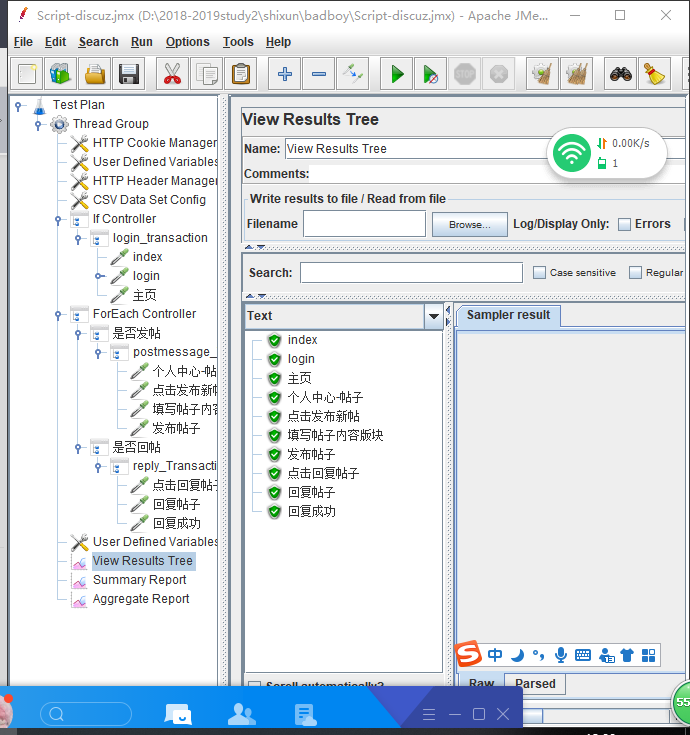 Script-discuz.jmx (D:\2018-2019study2\shixun\badboy\Script-discuz.jmx) - Apache JMe...
File Edit Search Run Options Tools Help
STOP
Test Plan
Thread Group
HTTP Cookie Manager
User Defined Variables
HTTP Header Manager
CSV Data Set Config
If Controller
login_transaction
index
login
主页
ForEach Controller
是否发帖
postmessage_
个人中心-帖
点击发布新帖
填写帖子内容
发布帖子
是否回帖
reply_Transacti
点击回复帖子
回复帖子
回复成功
User Defined Variables
View Results Tree
Summary Report
Aggregate Report
View Results Tree
Name: View Results Tree
Comments:
0.00K/s
1
Write results to file / Read from file
Filename Browse... Log/Display Only: Errors
Search: Case sensitive Regular
Text
index
login
主页
个人中心-帖子
点击发布新帖
填写帖子内容版块
发布帖子
点击回复帖子
回复帖子
回复成功
Sampler result
S 中
Scroll automatically?
Raw Parsed
55